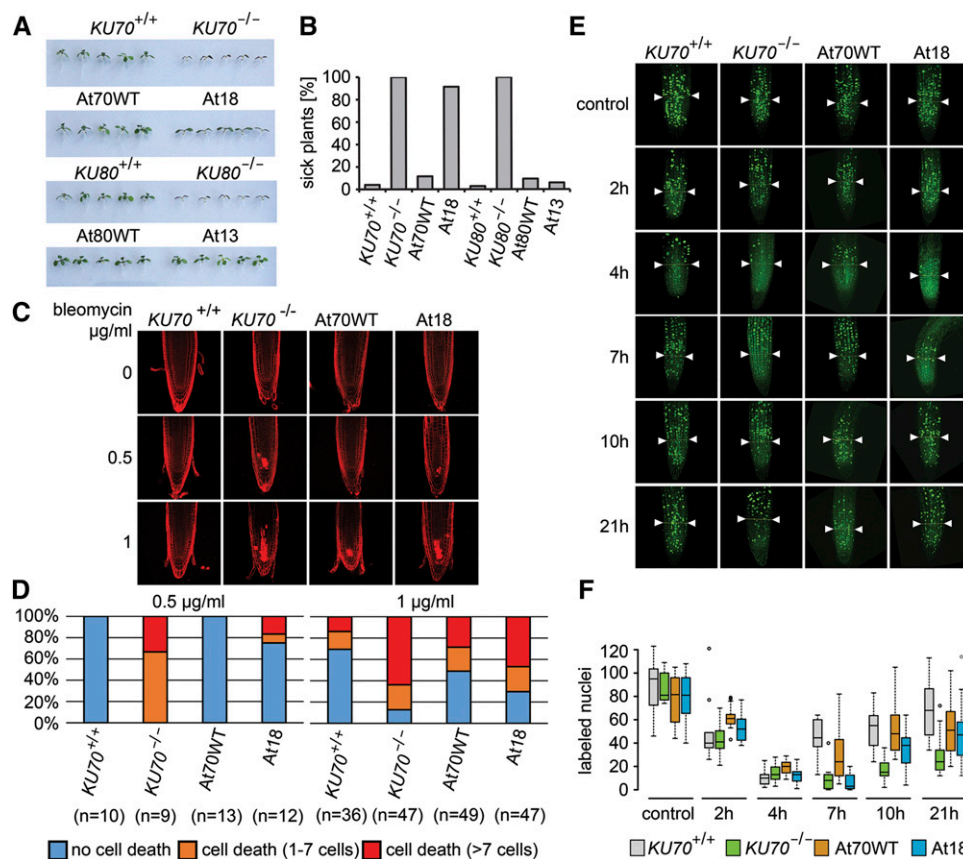 A
KU70+/+ KU70−/−
At70WT At18
KU80+/+ KU80−/−
At80WT At13
B
sick plants [%]
100
80
60
40
20
0
KU70+/+ KU70−/− At70WT At18 KU80+/+ KU80−/− At80WT At13
C
bleomycin µg/ml
KU70 +/+ KU70 -/- At70WT At18
0
0.5
1
D
0.5 µg/ml 1 µg/ml
100%
80%
60%
40%
20%
0%
KU70+/+ KU70−/− At70WT At18 KU70+/+ KU70−/− At70WT At18
(n=10) (n=9) (n=13) (n=12) (n=36) (n=47) (n=49) (n=47)
no cell death cell death (1-7 cells) cell death (>7 cells)
E
KU70+/+ KU70−/− At70WT At18
control
2h
4h
7h
10h
21h
F
labeled nuclei
120
100
80
60
40
20
0
control 2h 4h 7h 10h 21h
KU70+/+ KU70−/− At70WT At18